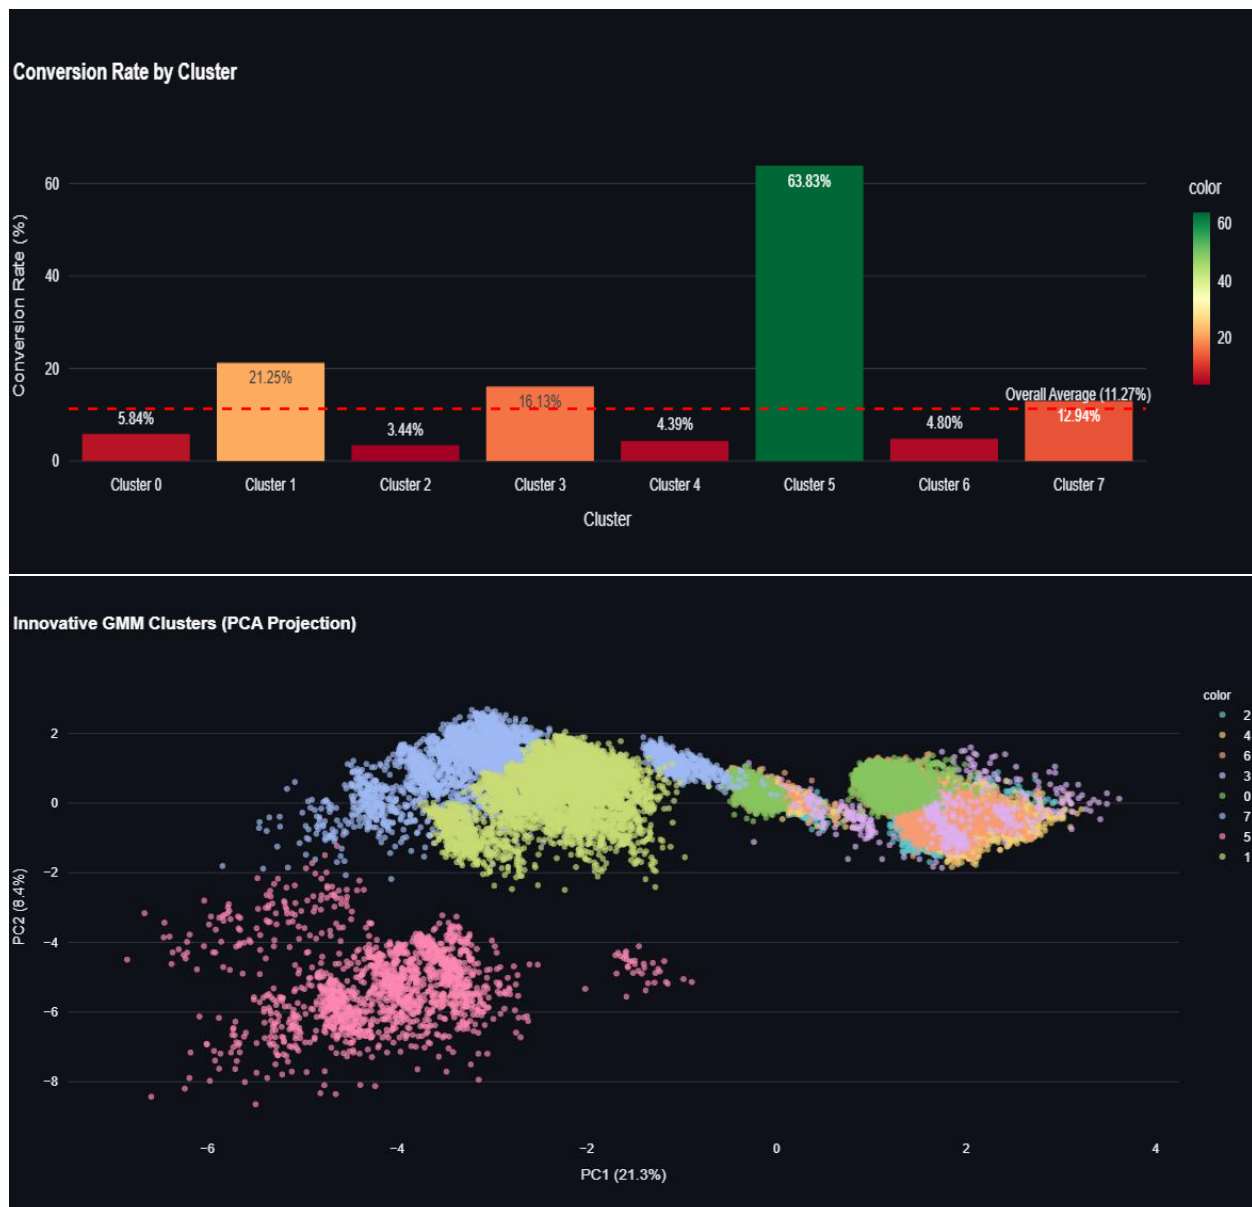 Conversion Rate by Cluster
Conversion Rate (%)
60
40
20
0
5.84%
21.25%
3.44%
16.13%
4.39%
63.83%
4.80%
12.94%
Overall Average (11.27%)
Cluster 0
Cluster 1
Cluster 2
Cluster 3
Cluster 4
Cluster 5
Cluster 6
Cluster 7
Cluster
color
60
40
20
Innovative GMM Clusters (PCA Projection)
PC2 (8.4%)
2
0
−2
−4
−6
−8
−6
−4
−2
0
2
4
PC1 (21.3%)
color
2
4
6
3
0
7
5
1